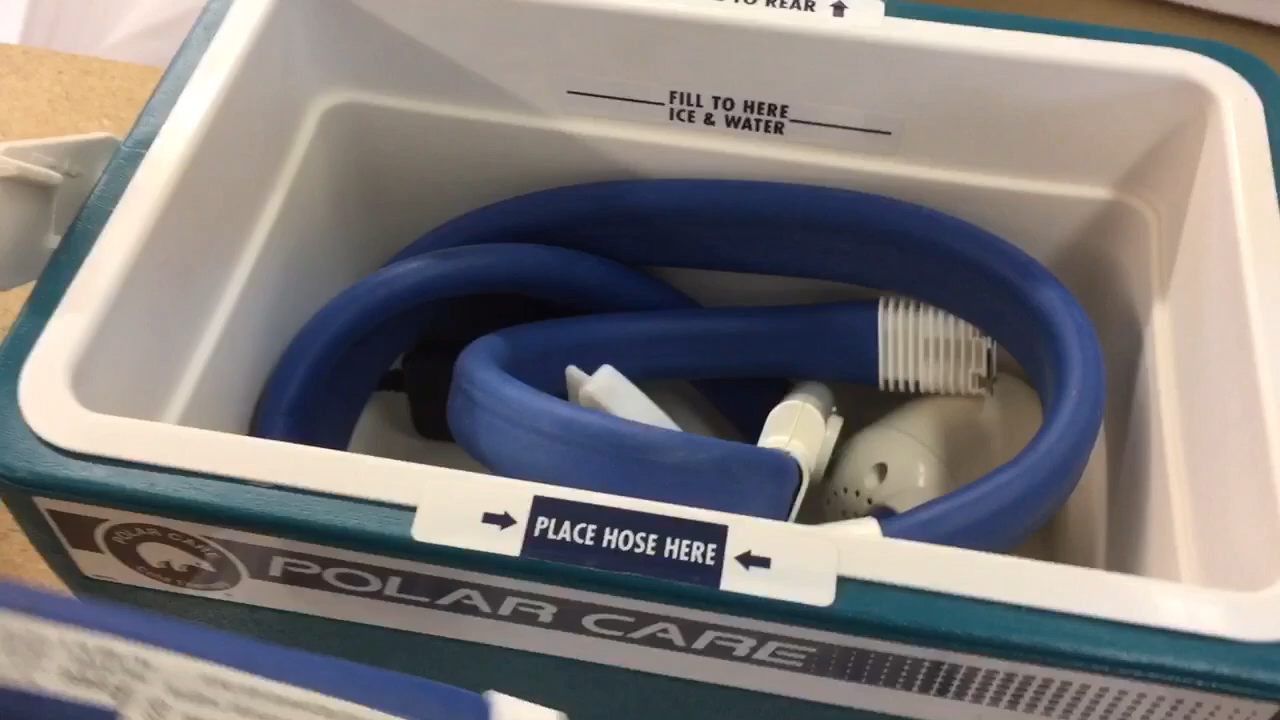 TO REAR
FILL TO HERE
ICE & WATER
PLACE HOSE HERE
POLAR CARE
POLAR CARE